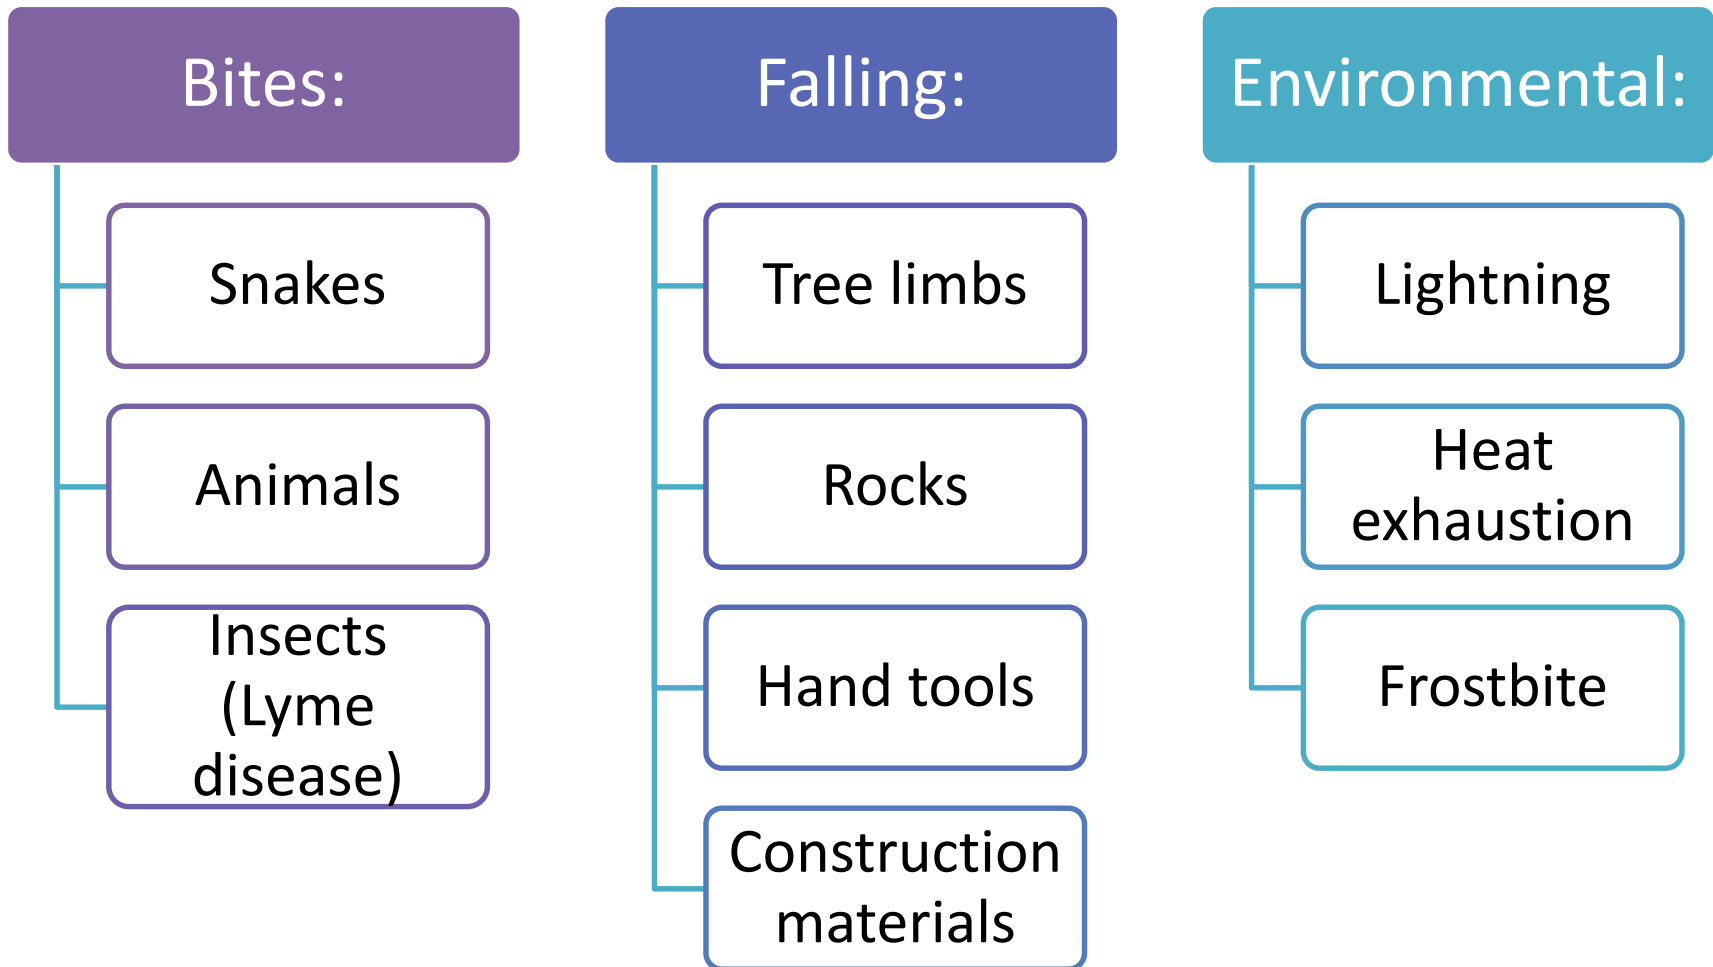 Bites:
Snakes
Animals
Insects
(Lyme
disease)
Falling:
Tree limbs
Rocks
Hand tools
Construction
materials
Environmental:
Lightning
Heat
exhaustion
Frostbite